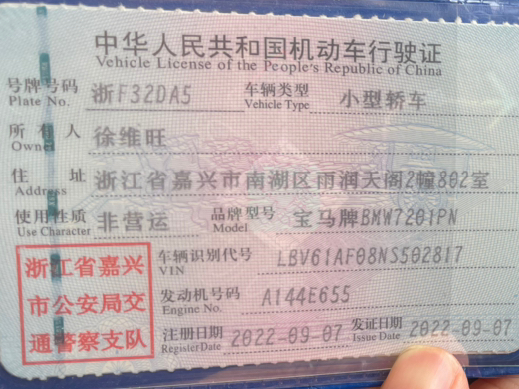 中华人民共和国机动车行驶证
Vehicle License of the People's Republic of China
号牌号码 浙F32DA5 车辆类型 小型轿车
Plate No. Vehicle Type
所有人 徐维旺
Owner
住址 浙江省嘉兴市南湖区雨润天阁2幢802室
Address
使用性质 非营运 品牌型号 宝马牌BMW7201PN
Use Character Model
浙江省嘉兴
市公安局交
通警察支队
车辆识别代号 LBV61AF08NS502817
VIN
发动机号码 A144E655
Engine No.
注册日期 2022-09-07 发证日期 2022-09-07
Register Date Issue Date